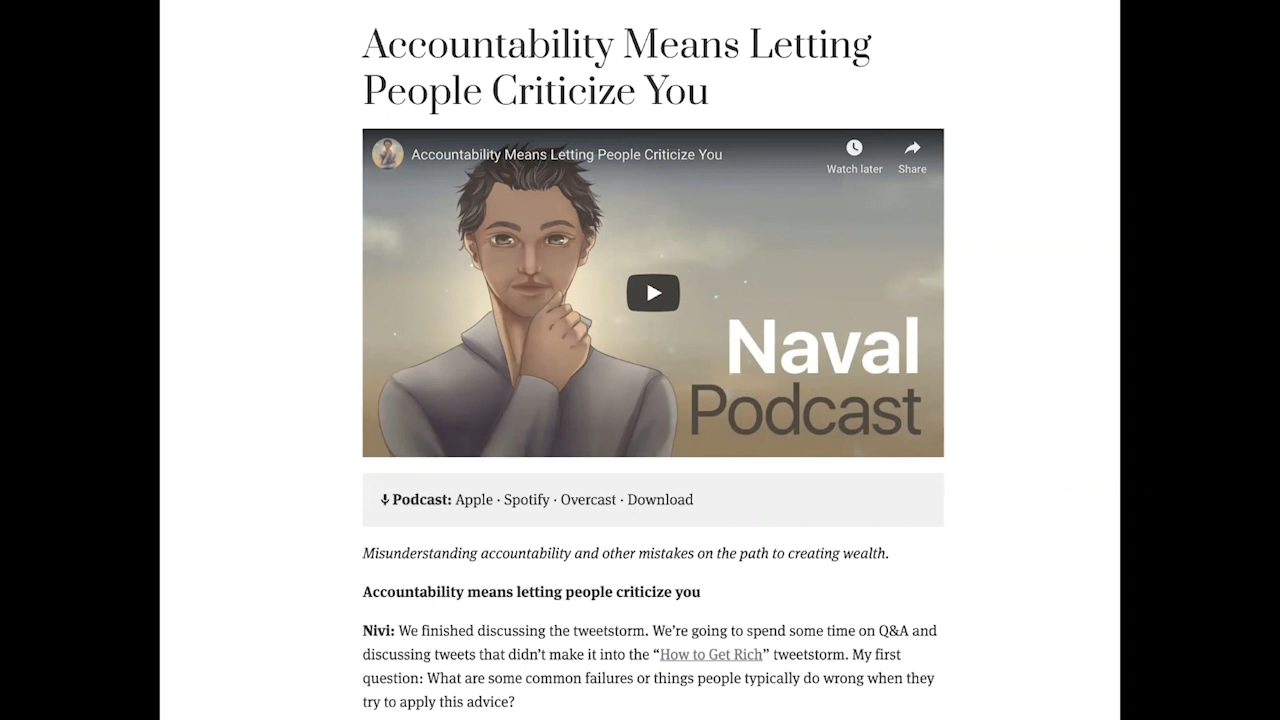 Accountability Means Letting
People Criticize You
Accountability Means Letting People Criticize You
Watch later
Share
Naval
Podcast
Podcast: Apple · Spotify · Overcast · Download
Misunderstanding accountability and other mistakes on the path to creating wealth.
Accountability means letting people criticize you
Nivi: We finished discussing the tweetstorm. We’re going to spend some time on Q&A and
discussing tweets that didn’t make it into the “How to Get Rich” tweetstorm. My first
question: What are some common failures or things people typically do wrong when they
try to apply this advice?